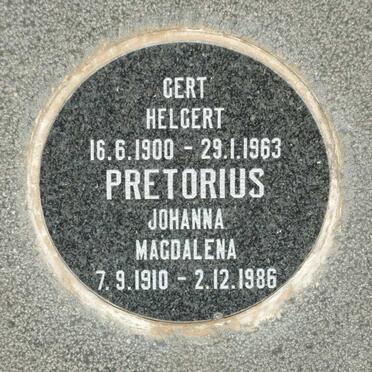 GERT
HELGERT
16.6.1900 - 29.1.1963
PRETORIUS
JOHANNA
MAGDALENA
7.9.1910 - 2.12.1986